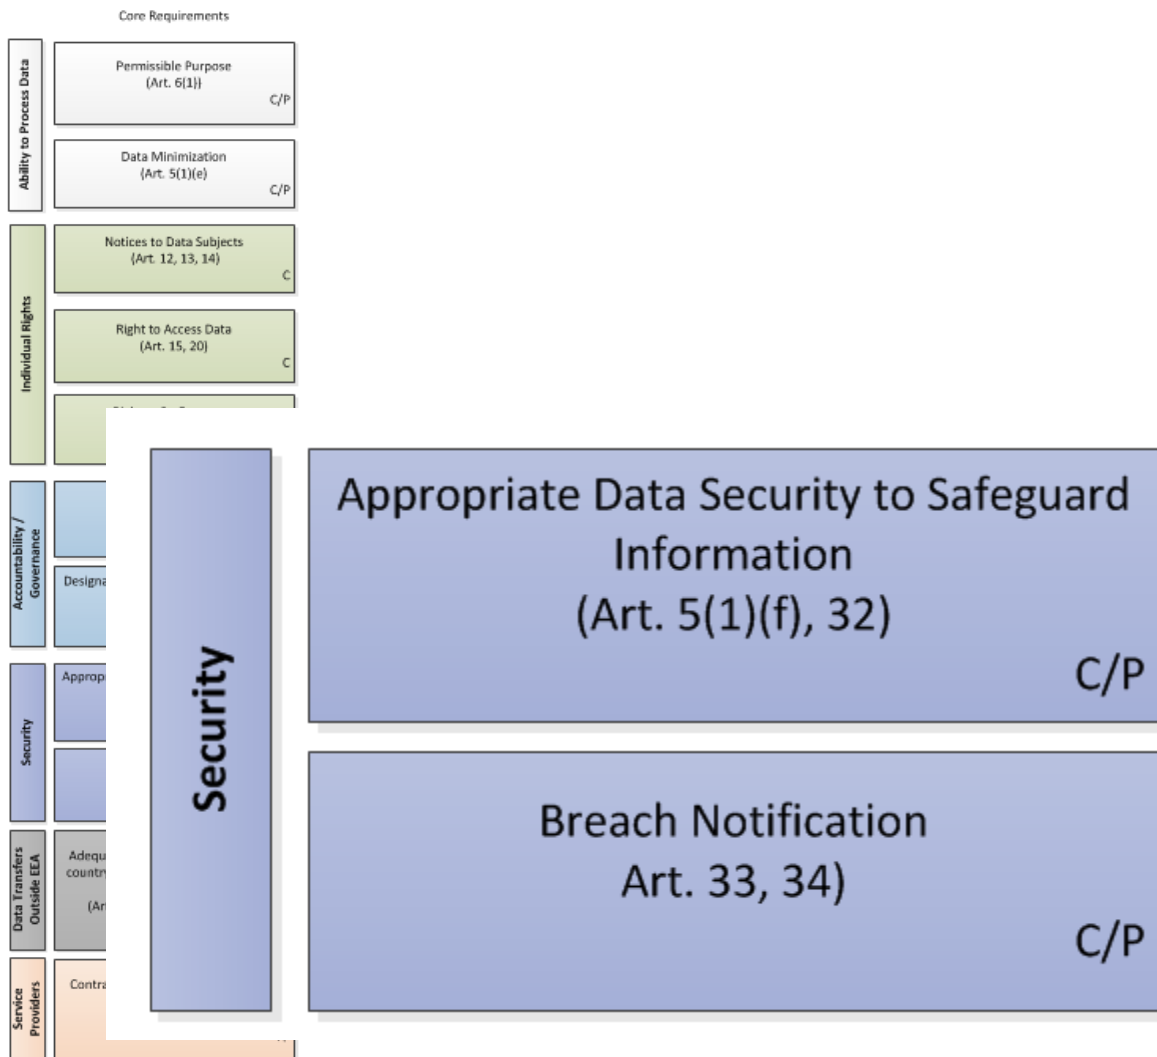 Core Requirements
Ability to Process Data
Permissible Purpose
(Art. 6(1))
C/P
Data Minimization
(Art. 5(1)(e)
C/P
Individual Rights
Notices to Data Subjects
(Art. 12, 13, 14)
C
Right to Access Data
(Art. 15, 20)
C
Accountability /
Governance
Designa
Security
Appropi
Data Transfers
Outside EEA
Adequ
country
(Ar
Service
Providers
Contra
Security
Appropriate Data Security to Safeguard
Information
(Art. 5(1)(f), 32)
C/P
Breach Notification
Art. 33, 34)
C/P